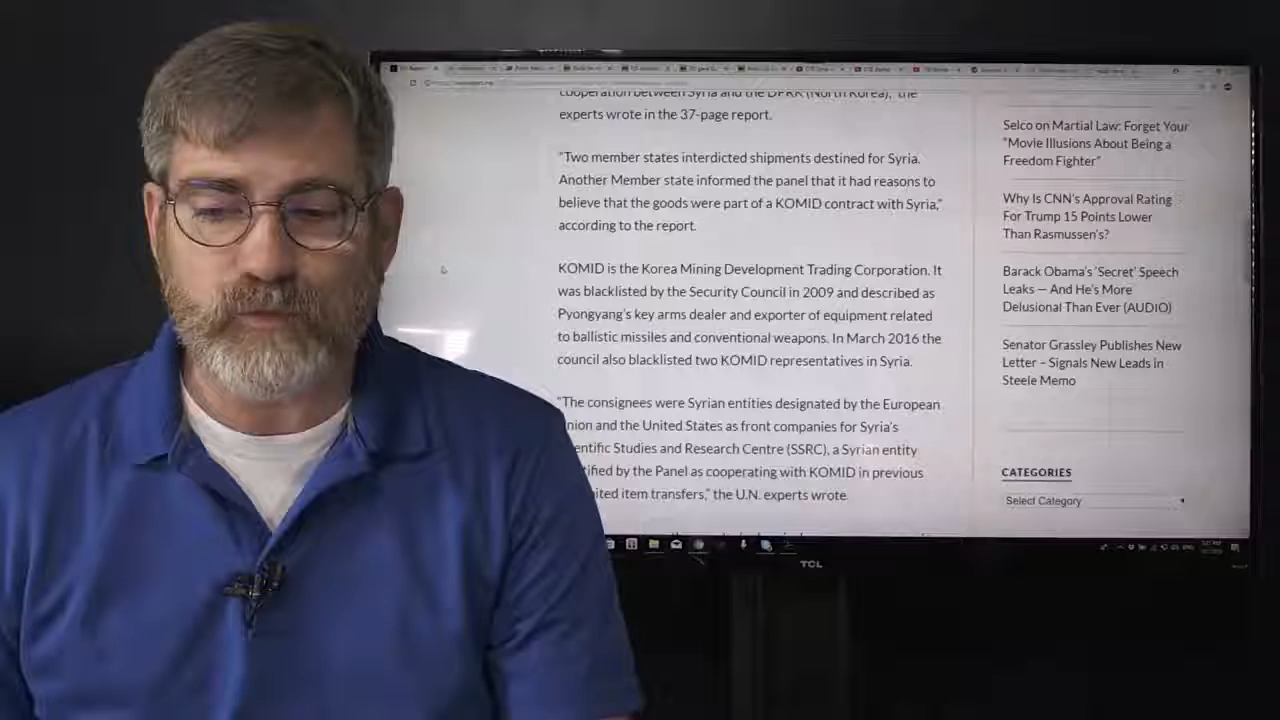 cooperation between Syria and the DPRK (North Korea)," the
experts wrote in the 37-page report.
"Two member states interdicted shipments destined for Syria.
Another Member state informed the panel that it had reasons to
believe that the goods were part of a KOMID contract with Syria,"
according to the report.
KOMID is the Korea Mining Development Trading Corporation. It
was blacklisted by the Security Council in 2009 and described as
Pyongyang's key arms dealer and exporter of equipment related
to ballistic missiles and conventional weapons. In March 2016 the
council also blacklisted two KOMID representatives in Syria.
"The consignees were Syrian entities designated by the European
nion and the United States as front companies for Syria's
entific Studies and Research Centre (SSRC), a Syrian entity
tified by the Panel as cooperating with KOMID in previous
ited item transfers," the U.N. experts wrote.
Selco on Martial Law: Forget Your
"Movie Illusions About Being a
Freedom Fighter"
Why Is CNN's Approval Rating
For Trump 15 Points Lower
Than Rasmussen's?
Barack Obama's 'Secret' Speech
Leaks — And He's More
Delusional Than Ever (AUDIO)
Senator Grassley Publishes New
Letter – Signals New Leads in
Steele Memo
CATEGORIES
Select Category
TCL